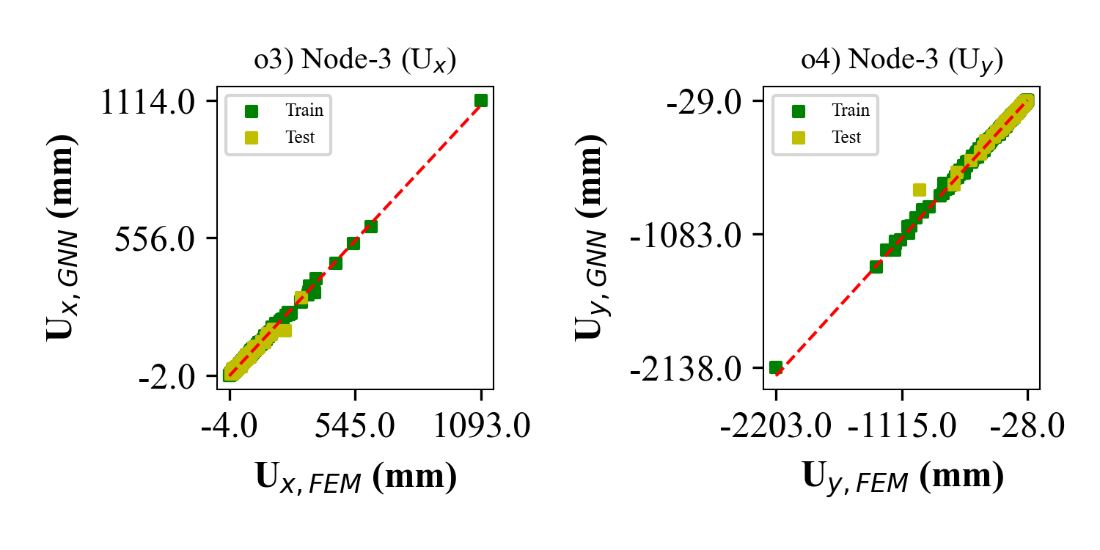 o3) Node-3 (Ux)
Train
Test
1114.0
556.0
-2.0
-4.0 545.0 1093.0
Ux, GNN (mm)
Ux, FEM (mm)
o4) Node-3 (Uy)
Train
Test
-29.0
-1083.0
-2138.0
-2203.0 -1115.0 -28.0
Uy, GNN (mm)
Uy, FEM (mm)